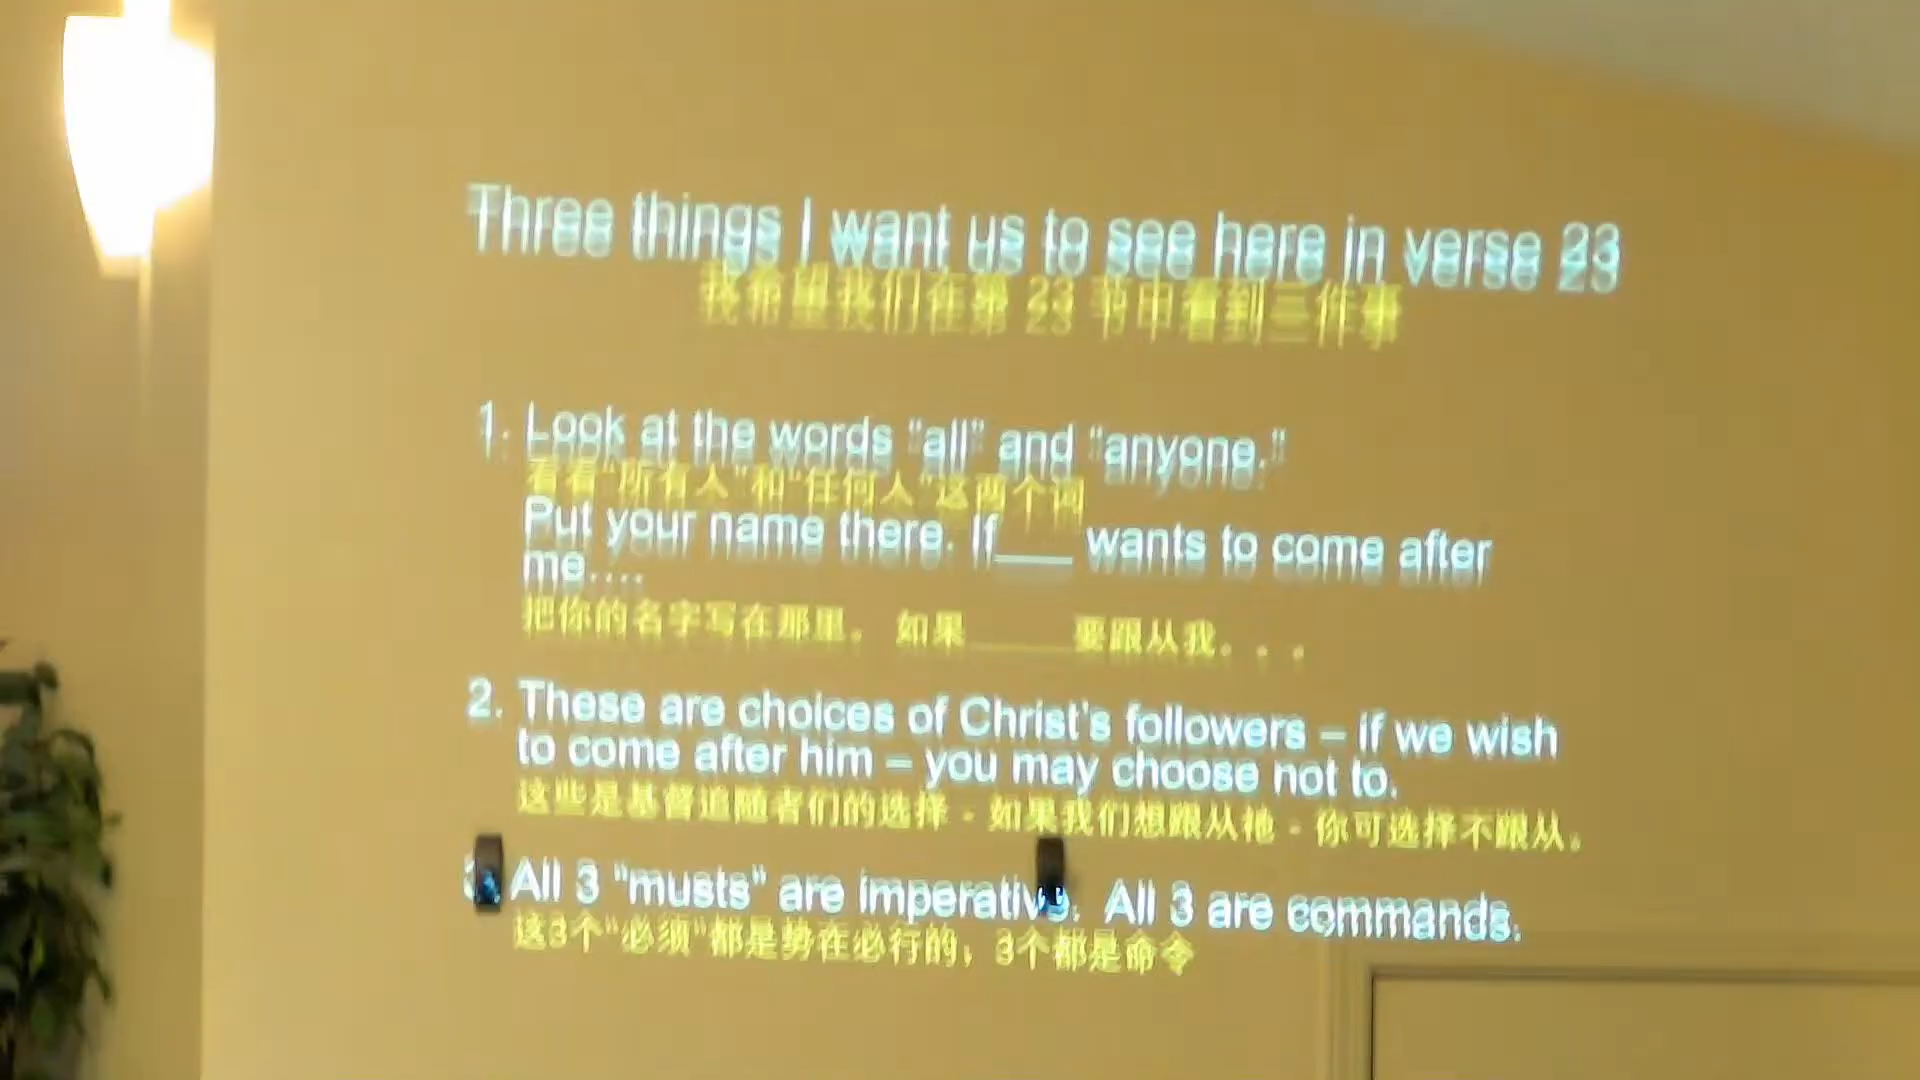 Three things I want us to see here in verse 23
我希望我们在第 23 节中看到三件事
1. Look at the words “all” and “anyone.”
看看“所有人”和“任何人”这两个词
Put your name there. If____ wants to come after
me....
把你的名字写在那里。 如果_____要跟从我. . .
2. These are choices of Christ’s followers – if we wish
to come after him – you may choose not to.
这些是基督追随者们的选择 - 如果我们想跟从祂 - 你可选择不跟从。
3. All 3 “musts” are imperative. All 3 are commands.
这3个“必须”都是势在必行的，3个都是命令